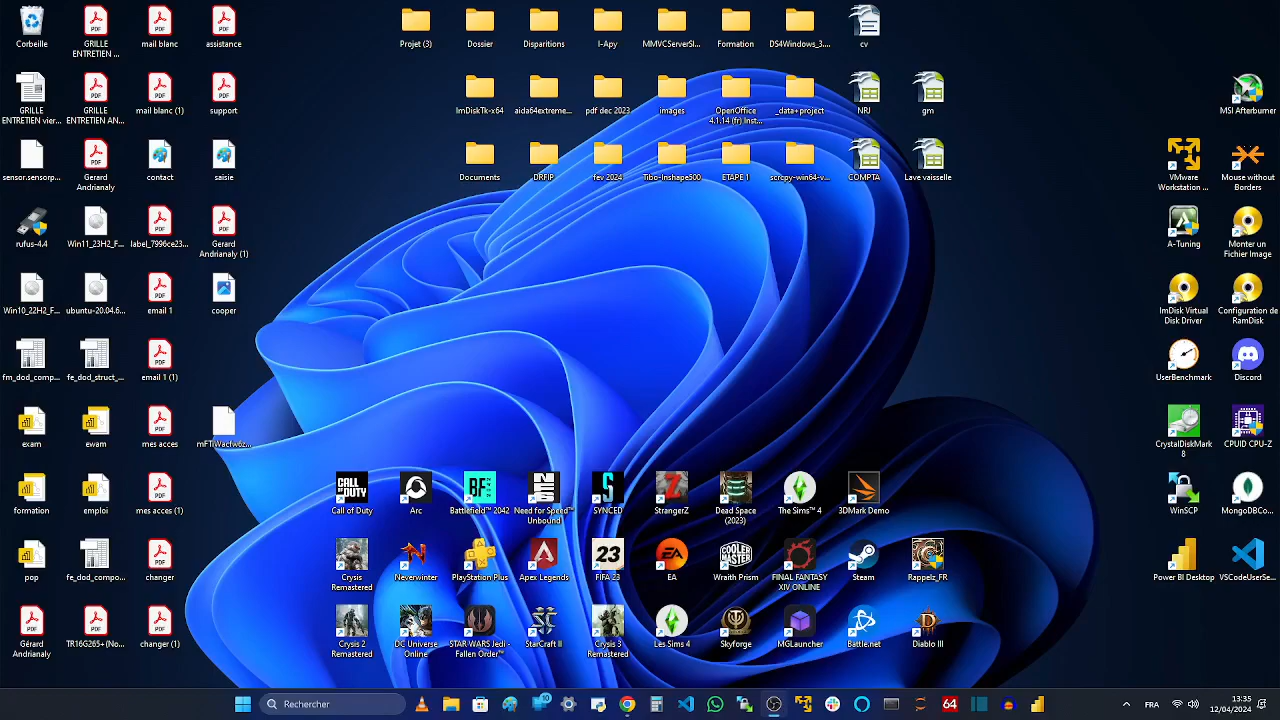 Corbeille
GRILLE
ENTRETIEN ...
mail blanc
assistance
Projet (8)
Dossier
Dispositions
I-Apy
MMVCServerSI...
Formation
DS4Windows_3....
cv
GRILLE
ENTRETIEN vier...
GRILLE
ENTRETIEN AN...
mail blanc (1)
support
ImDiskTk-x64
aida64extreme...
pdf dec 2023
images
OpenOffice
4.1.14 (fr) Inst...
_data+ project
NRJ
gm
MSI Afterburner
sensor.sensorp...
Gerard
Andrianaly
contact
saisie
Documents
DRFIP
fev 2024
Tibo-Inshape500
ETAPE 1
scrcpy-win64-v...
COMPTA
Lave vaisselle
VMware
Workstation ...
Mouse without
Borders
rufus-4.4
Win11_23H2_F...
label_7996ce23...
Gerard
Andrianaly (1)
A-Tuning
Monter un
Fichier Image
Win10_22H2_F...
ubuntu-20.04.6...
email 1
cooper
ImDisk Virtual
Disk Driver
Configuration de
RamDisk
fm_dod_comp...
fe_dod_struct_...
email 1 (1)
UserBenchmark
Discord
exam
ewam
mes acces
CrystalDiskMark
8
CPUID CPU-Z
formation
emploi
mes acces (1)
Call of Duty
Arc
Battlefield™ 2042
Need for Speed™
Unbound
SYNCED
StrangerZ
Dead Space
(2023)
The Sims™ 4
3DMark Demo
WinSCP
MongoDBCo...
pop
fe_dod_compo...
changer
Crysis
Remastered
Neverwinter
PlayStation Plus
Apex Legends
FIFA 23
EA
Wraith Prism
FINAL FANTASY
XIV ONLINE
Steam
Rappelz_FR
Power BI Desktop
VSCodeUserSe...
Gérard
Andrianaly
TR16G265+ (No...
changer (1)
Crysis 2
Remastered
DC Universe
Online
STAR WARS Jedi -
Fallen Order™
StarCraft II
Crysis 3
Remastered
Les Sims 4
Skyforge
MGLauncher
Battle.net
Diablo III
Rechercher
10
64
FRA
13:35
12/04/2024